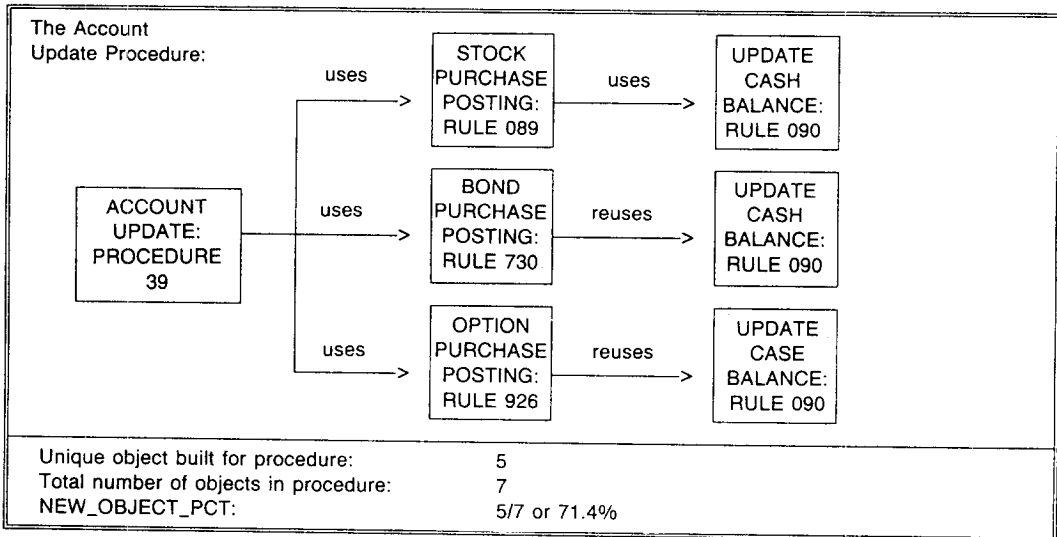 The Account
Update Procedure:
uses
STOCK
PURCHASE
POSTING:
RULE 089
uses
UPDATE
CASH
BALANCE:
RULE 090
ACCOUNT
UPDATE:
PROCEDURE
39
uses
BOND
PURCHASE
POSTING:
RULE 730
reuses
UPDATE
CASH
BALANCE:
RULE 090
uses
OPTION
PURCHASE
POSTING:
RULE 926
reuses
UPDATE
CASE
BALANCE:
RULE 090
Unique object built for procedure: 5
Total number of objects in procedure: 7
NEW_OBJECT_PCT: 5/7 or 71.4%